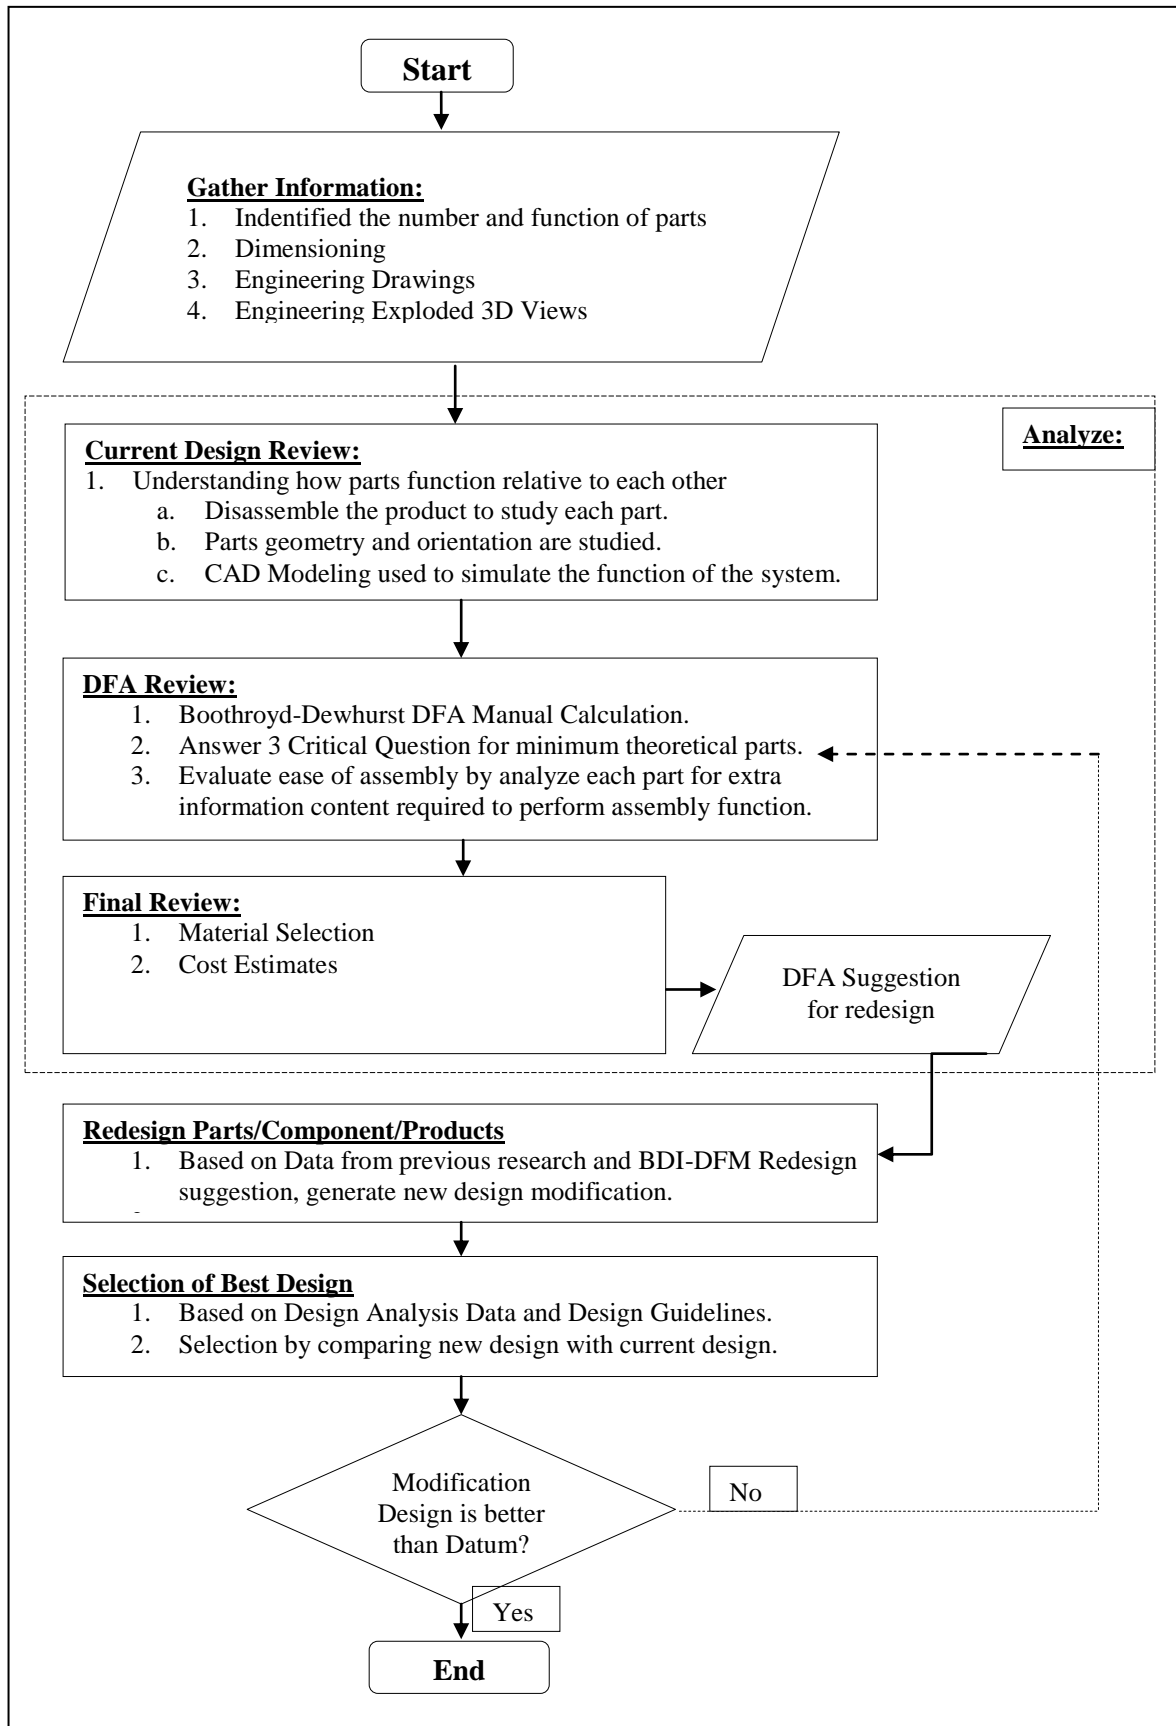 Start
Gather Information:
1. Indentified the number and function of parts
2. Dimensioning
3. Engineering Drawings
4. Engineering Exploded 3D Views
Analyze:
Current Design Review:
1. Understanding how parts function relative to each other
a. Disassemble the product to study each part.
b. Parts geometry and orientation are studied.
c. CAD Modeling used to simulate the function of the system.
DFA Review:
1. Boothroyd-Dewhurst DFA Manual Calculation.
2. Answer 3 Critical Question for minimum theoretical parts.
3. Evaluate ease of assembly by analyze each part for extra
information content required to perform assembly function.
Final Review:
1. Material Selection
2. Cost Estimates
DFA Suggestion
for redesign
Redesign Parts/Component/Products
1. Based on Data from previous research and BDI-DFM Redesign
suggestion, generate new design modification.
Selection of Best Design
1. Based on Design Analysis Data and Design Guidelines.
2. Selection by comparing new design with current design.
Modification
Design is better
than Datum?
No
Yes
End